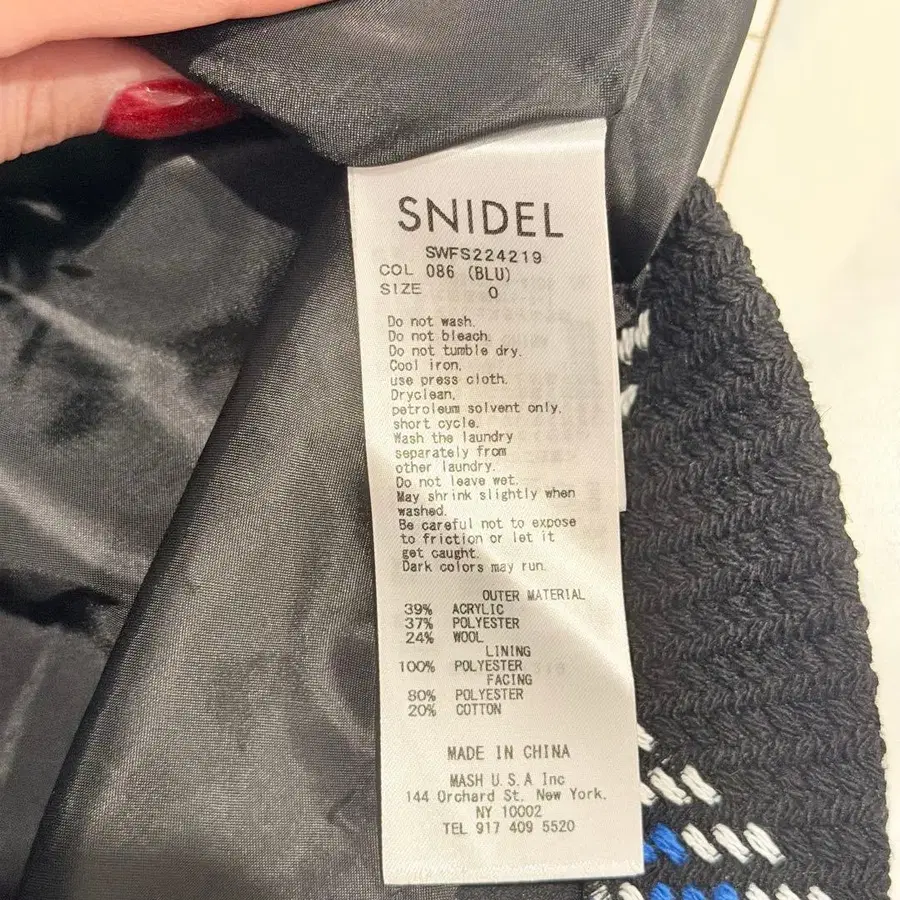 SNIDEL
SWFS224219
COL 086 (BLU)
SIZE 0
Do not wash.
Do not bleach.
Do not tumble dry.
Cool iron,
use press cloth.
Dryclean,
petroleum solvent only,
short cycle.
Wash the laundry
separately from
other laundry.
Do not leave wet.
May shrink slightly when
washed.
Be careful not to expose
to friction or let it
get caught.
Dark colors may run.
OUTER MATERIAL
39% ACRYLIC
37% POLYESTER
24% WOOL
LINING
100% POLYESTER
FACING
80% POLYESTER
20% COTTON
MADE IN CHINA
MASH U.S.A Inc
144 Orchard St. New York.
NY 10002
TEL 917 409 5520